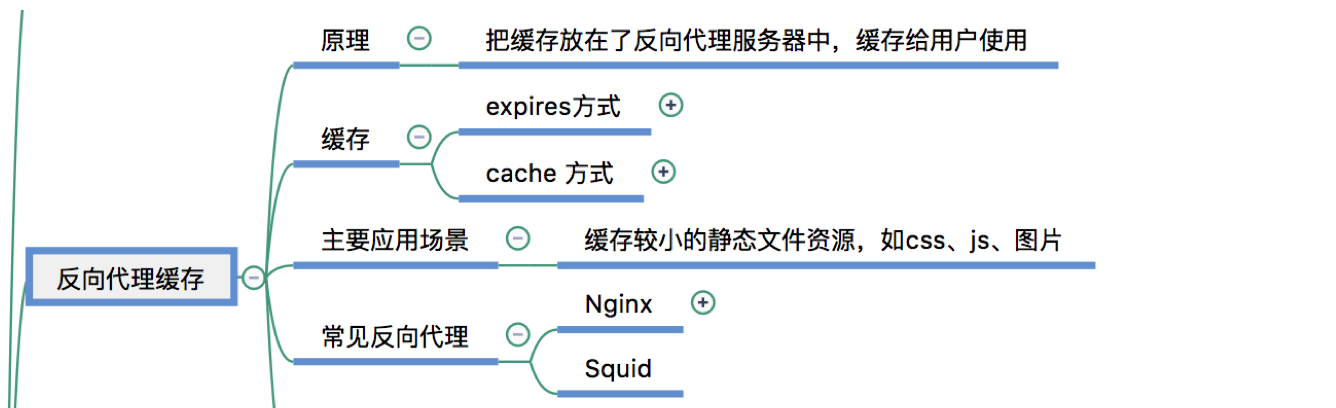 原理
把缓存放在了反向代理服务器中，缓存给用户使用
缓存
expires方式
cache 方式
主要应用场景
缓存较小的静态文件资源，如css、js、图片
反向代理缓存
常见反向代理
Nginx
Squid